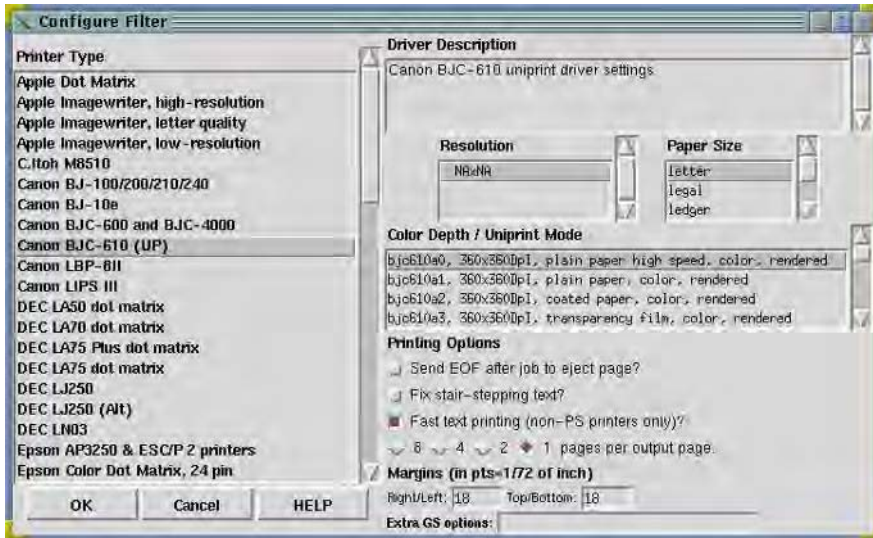 Configure Filter
Printer Type
Apple Dot Matrix
Apple Imagewriter, high-resolution
Apple Imagewriter, letter quality
Apple Imagewriter, low-resolution
C.Itoh M8510
Canon BJ-100/200/210/240
Canon BJ-10e
Canon BJC-600 and BJC-4000
Canon BJC-610 (UP)
Canon LBP-8II
Canon LIPS III
DEC LA50 dot matrix
DEC LA70 dot matrix
DEC LA75 Plus dot matrix
DEC LA75 dot matrix
DEC LJ250
DEC LJ250 (Alt)
DEC LN03
Epson AP3250 & ESC/P 2 printers
Epson Color Dot Matrix, 24 pin
OK Cancel HELP
Driver Description
Canon BJC-610 uniprint driver settings
Resolution
NAxNA
Paper Size
letter
legal
ledger
Color Depth / Uniprint Mode
bjc610a0, 360x360DpI, plain paper high speed, color, rendered
bjc610a1, 360x360DpI, plain paper, color, rendered
bjc610a2, 360x360DpI, coated paper, color, rendered
bjc610a3, 360x360DpI, transparency film, color, rendered
Printing Options
Send EOF after job to eject page?
Fix stair-stepping text?
Fast text printing (non-PS printers only)?
8 4 2 1 pages per output page.
Margins (in pts=1/72 of inch)
Right/Left: 18 Top/Bottom: 18
Extra GS options: